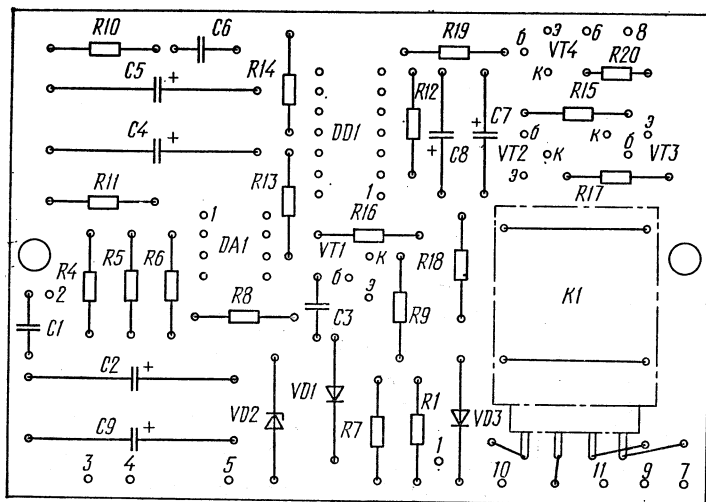 R10 C6 R19 б э 6 8
VT4
C5 + R14 к R20
R12 C7 R15
C4 + DD1 + б к э
+ C8 VT2 к б VT3
R11 R13 1 э R17
1 R16
R4 R5 R6 DA1 VT1 к R18
2 б э K1
C1 R8 C3 R9
C2 +
VD2 VD1 R7 R1 VD3
C9 +
3 4 5 1 10 11 9 7